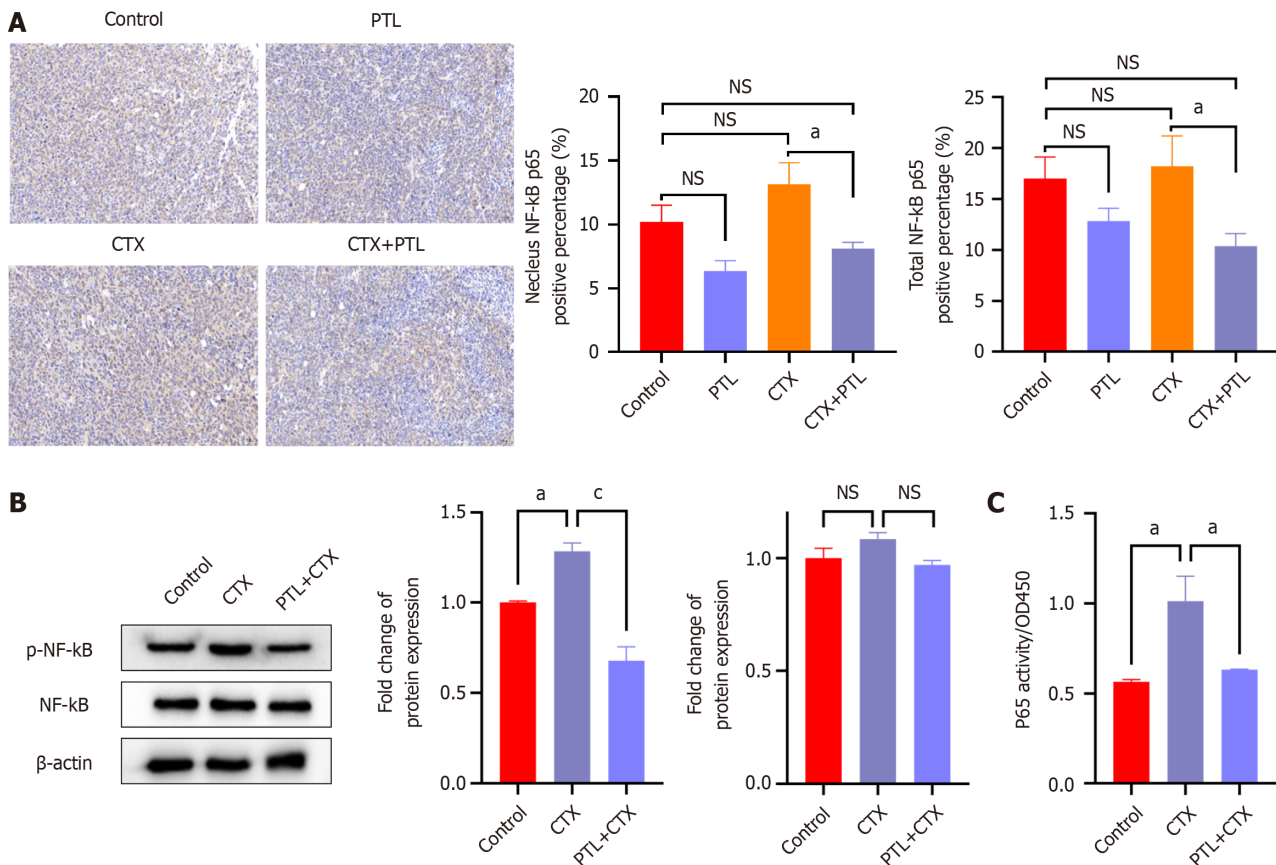 A
Control
PTL
CTX
CTX+PTL
Necleus NF-kB p65
positive percentage (%)
20
15
10
5
0
NS
NS
NS
a
Control
PTL
CTX
CTX+PTL
Total NF-kB p65
positive percentage (%)
25
20
15
10
5
0
NS
NS
NS
a
Control
PTL
CTX
CTX+PTL
B
Control
CTX
PTL+CTX
p-NF-kB
NF-kB
β-actin
Fold change of
protein expression
1.5
1.0
0.5
0.0
a
c
Control
CTX
PTL+CTX
Fold change of
protein expression
1.0
0.5
0.0
NS
NS
Control
CTX
PTL+CTX
C
P65 activity/OD450
1.5
1.0
0.5
0.0
a
a
Control
CTX
PTL+CTX